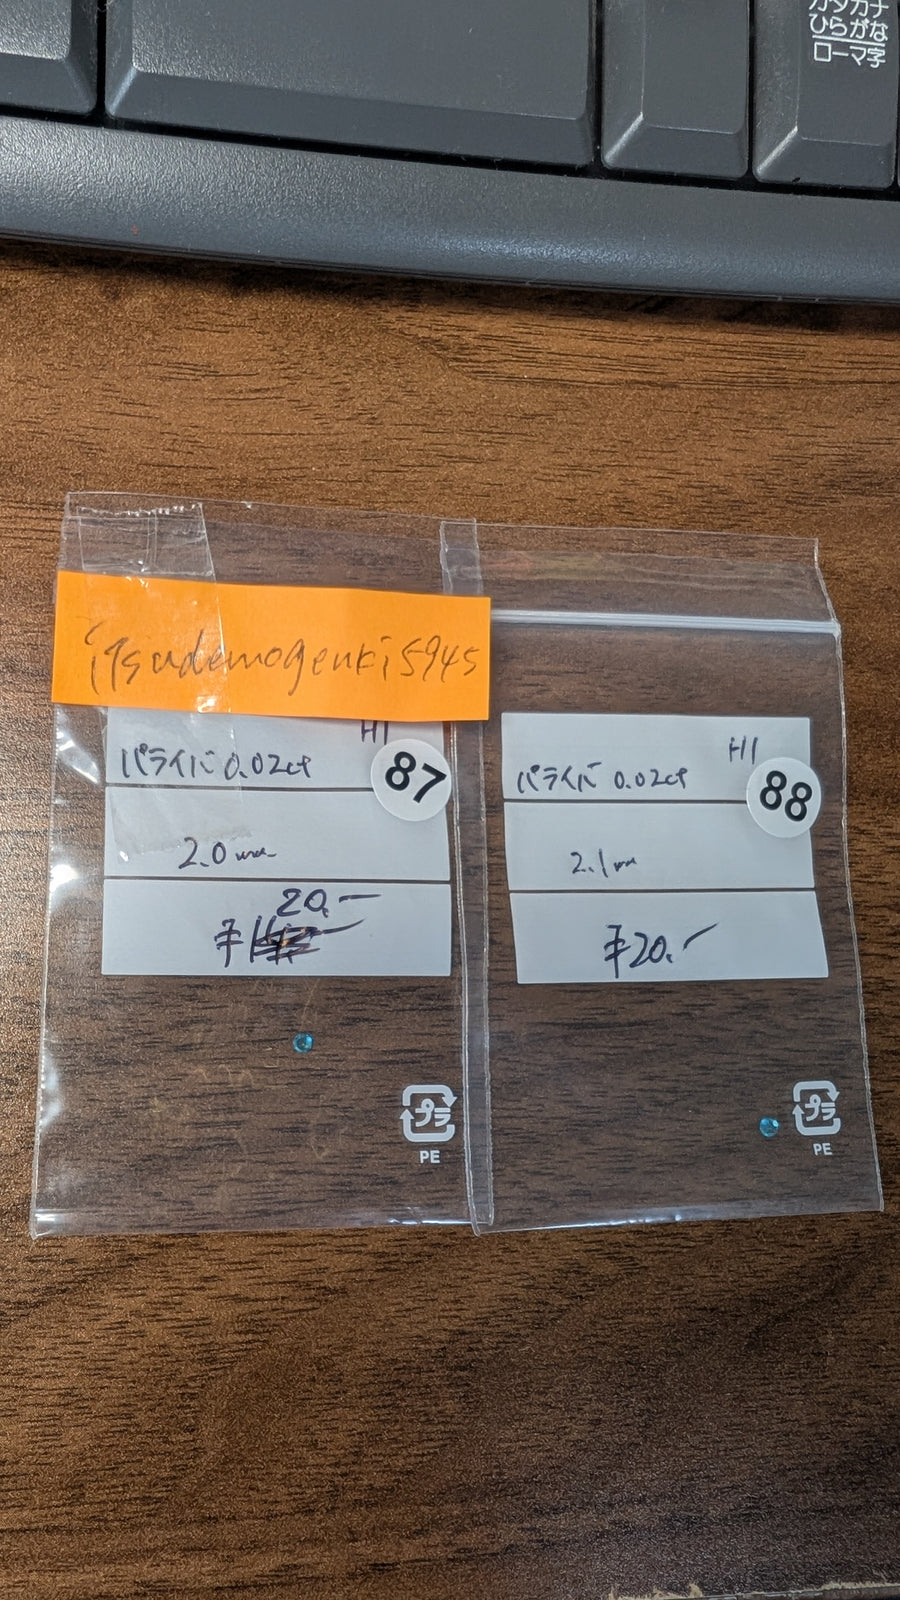 カタカナ
ひらがな
ローマ字
itsudemogenki5945
H1
パライバ 0.02ct
87
2.0mm
20.-
H1
パライバ 0.02ct
88
2.1mm
20.-
プラ
PE
プラ
PE